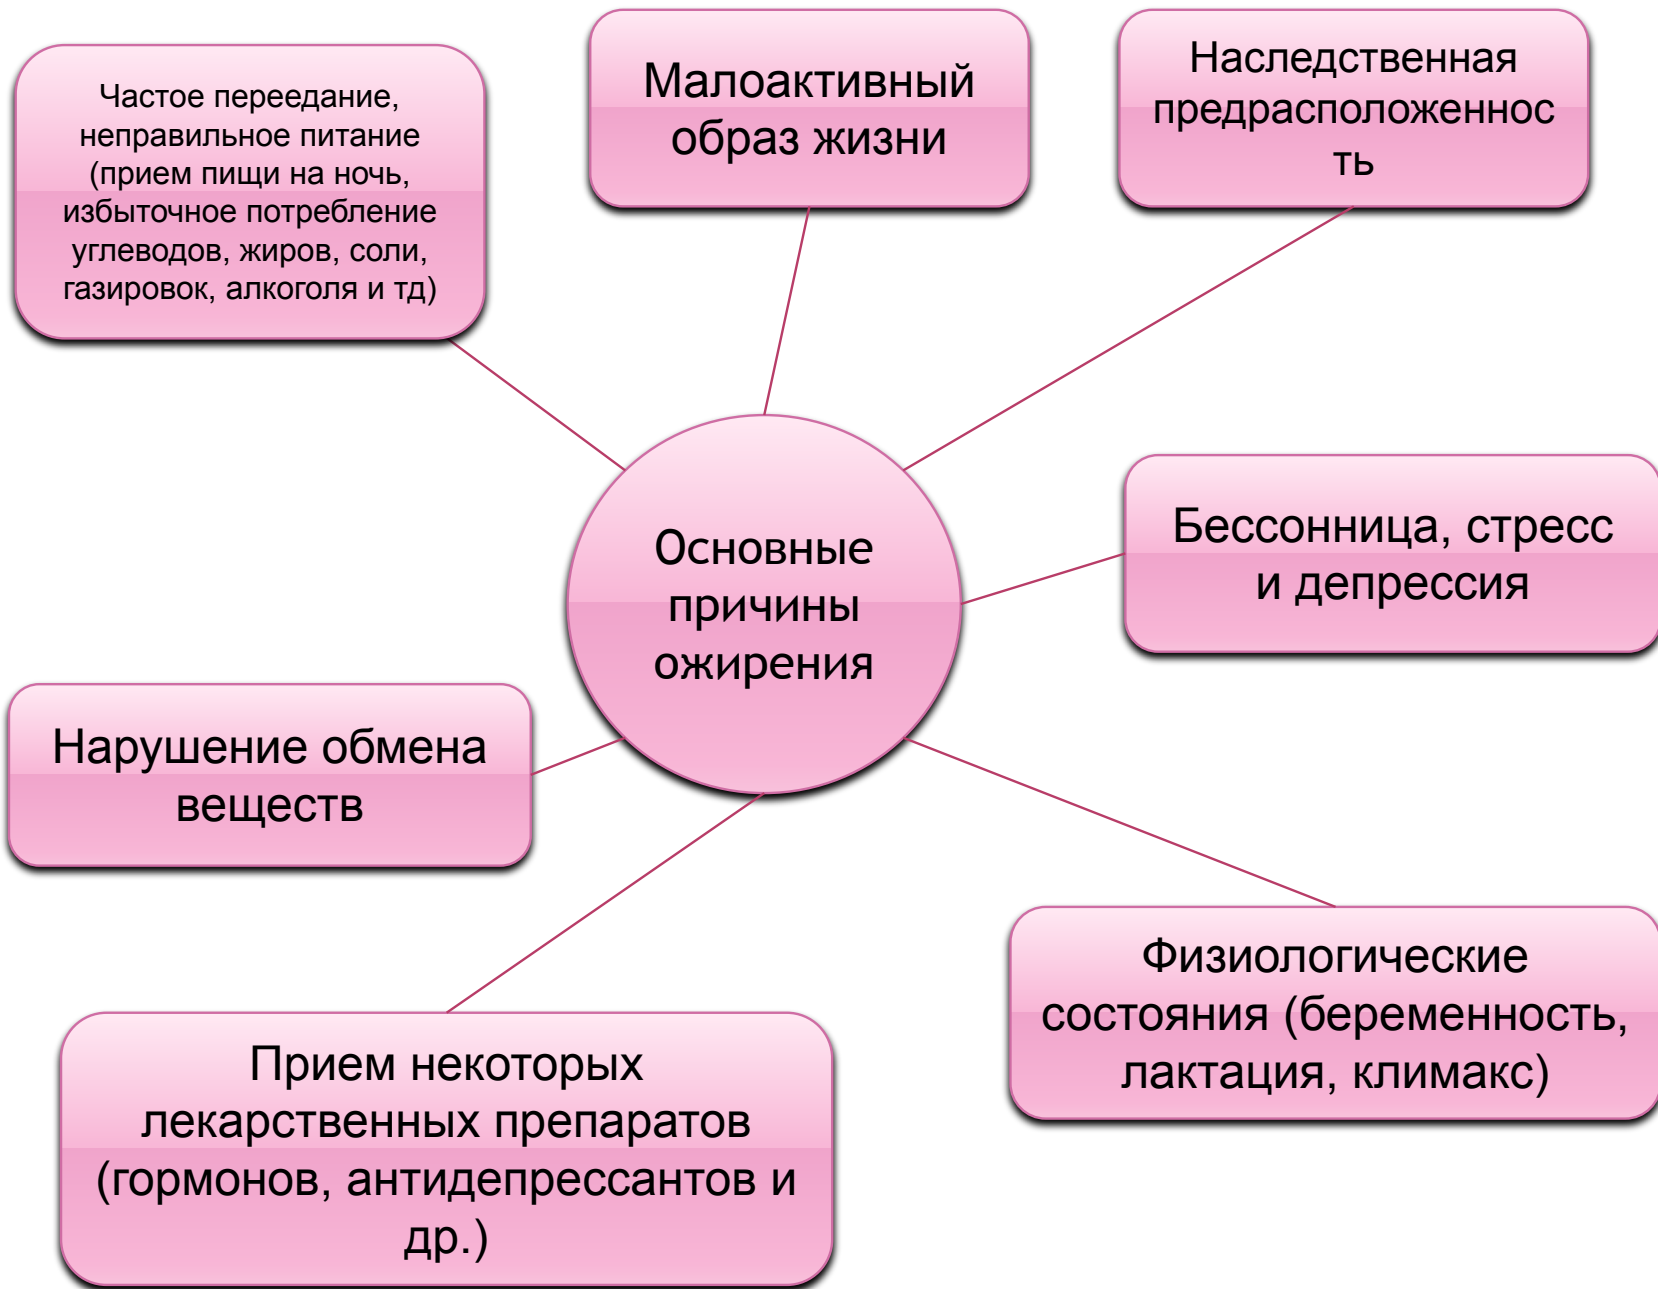 Частое переедание,
неправильное питание
(прием пищи на ночь,
избыточное потребление
углеводов, жиров, соли,
газировок, алкоголя и тд)
Малоактивный
образ жизни
Наследственная
предрасположеннос
ть
Основные
причины
ожирения
Бессонница, стресс
и депрессия
Нарушение обмена
веществ
Физиологические
состояния (беременность,
лактация, климакс)
Прием некоторых
лекарственных препаратов
(гормонов, антидепрессантов и
др.)